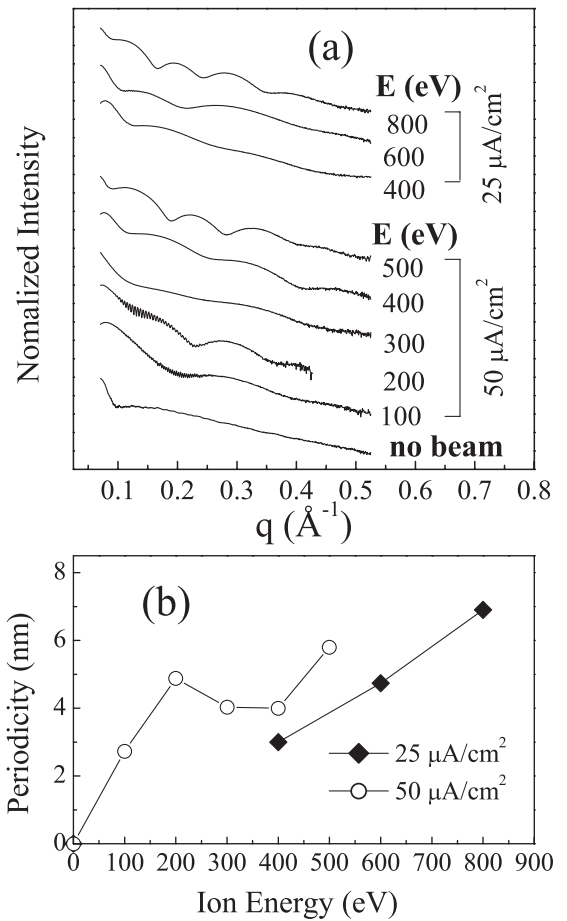 (a)
E (eV)
800
600
400
25 µA/cm²
E (eV)
500
400
300
200
100
50 µA/cm²
no beam
Nomalized Intensity
0.1 0.2 0.3 0.4 0.5 0.6 0.7 0.8
q (Å⁻¹)
(b)
8
6
4
2
0
Periodicity (nm)
25 µA/cm²
50 µA/cm²
0 100 200 300 400 500 600 700 800 900
Ion Energy (eV)